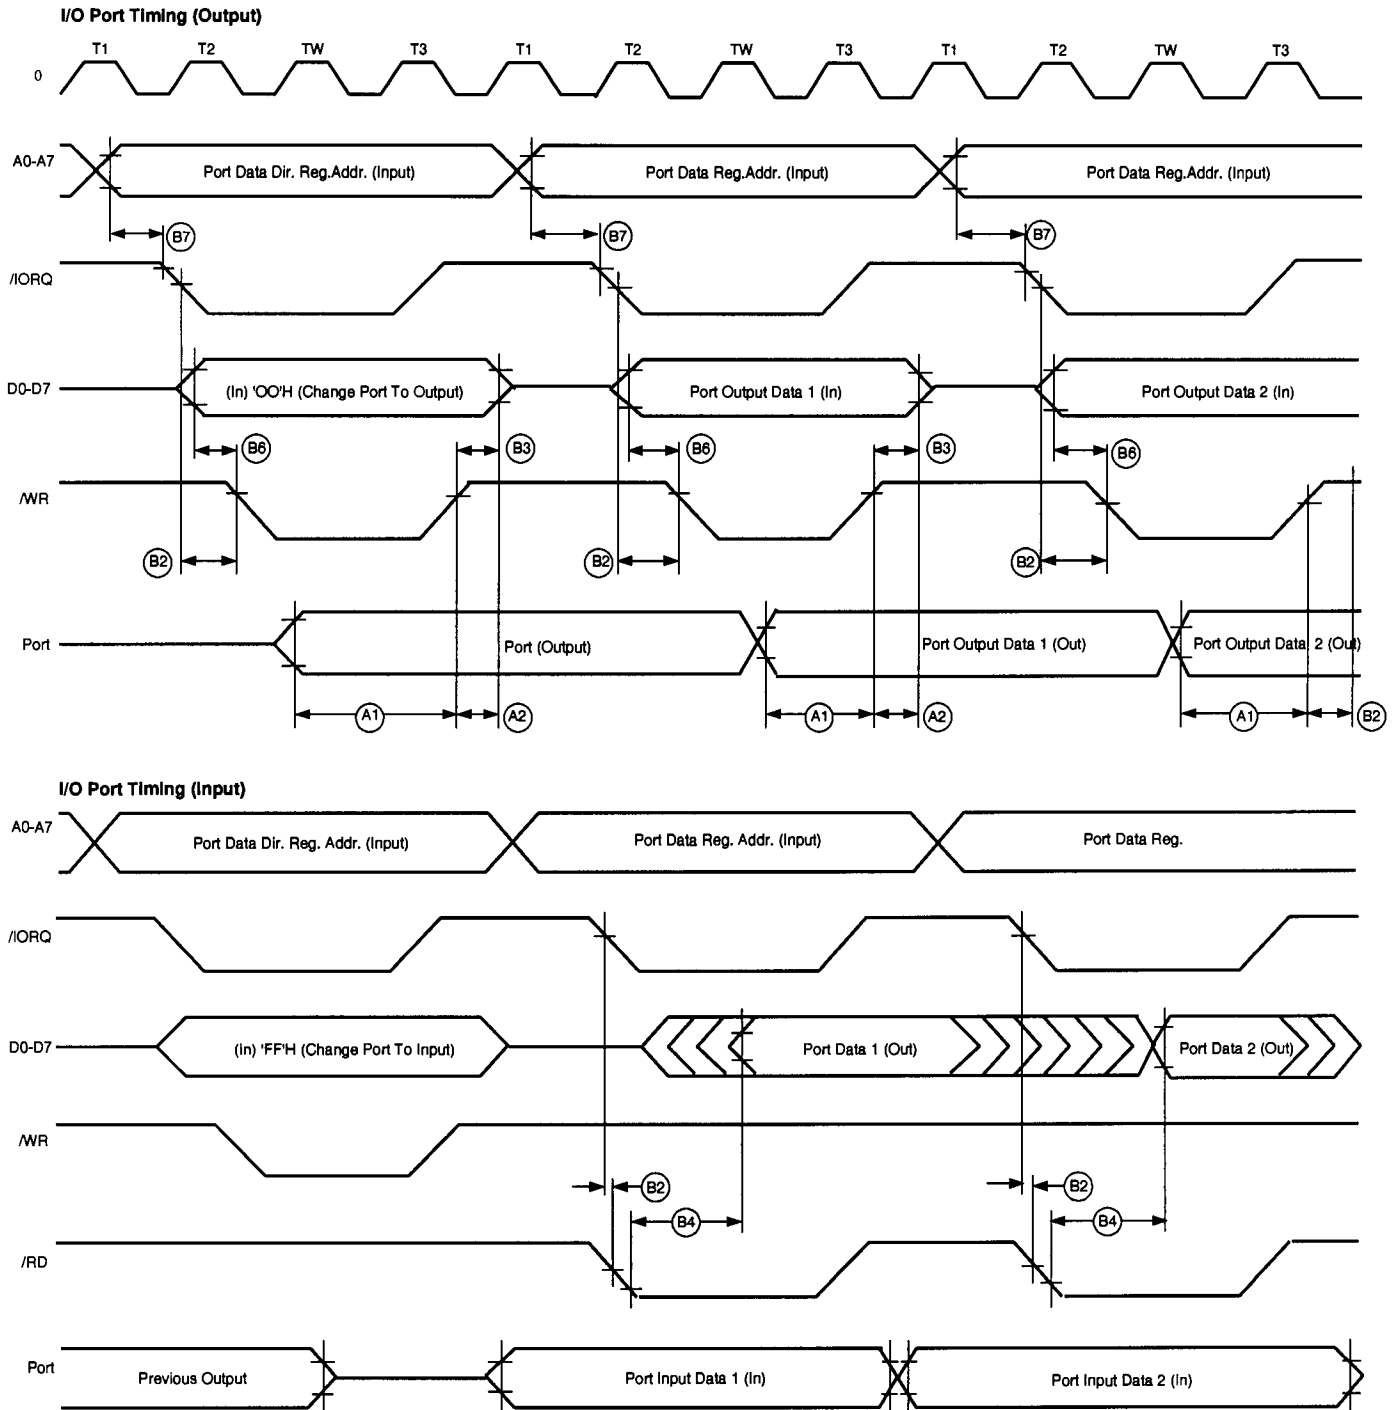 I/O Port Timing (Output)
T1 T2 TW T3 T1 T2 TW T3 T1 T2 TW T3
0
A0-A7 Port Data Dir. Reg.Addr. (Input) Port Data Reg.Addr. (Input) Port Data Reg.Addr. (Input)
B7 B7 B7
/IORQ
D0-D7 (In) 'OO'H (Change Port To Output) Port Output Data 1 (In) Port Output Data 2 (In)
B6 B3 B6 B3 B6
/WR
B2 B2 B2
Port Port (Output) Port Output Data 1 (Out) Port Output Data 2 (Out)
A1 A2 A1 A2 A1 B2
I/O Port Timing (Input)
A0-A7 Port Data Dir. Reg. Addr. (Input) Port Data Reg. Addr. (Input) Port Data Reg.
/IORQ
D0-D7 (In) 'FF'H (Change Port To Input) Port Data 1 (Out) Port Data 2 (Out)
/WR
B2 B2
B4 B4
/RD
Port Previous Output Port Input Data 1 (In) Port Input Data 2 (In)